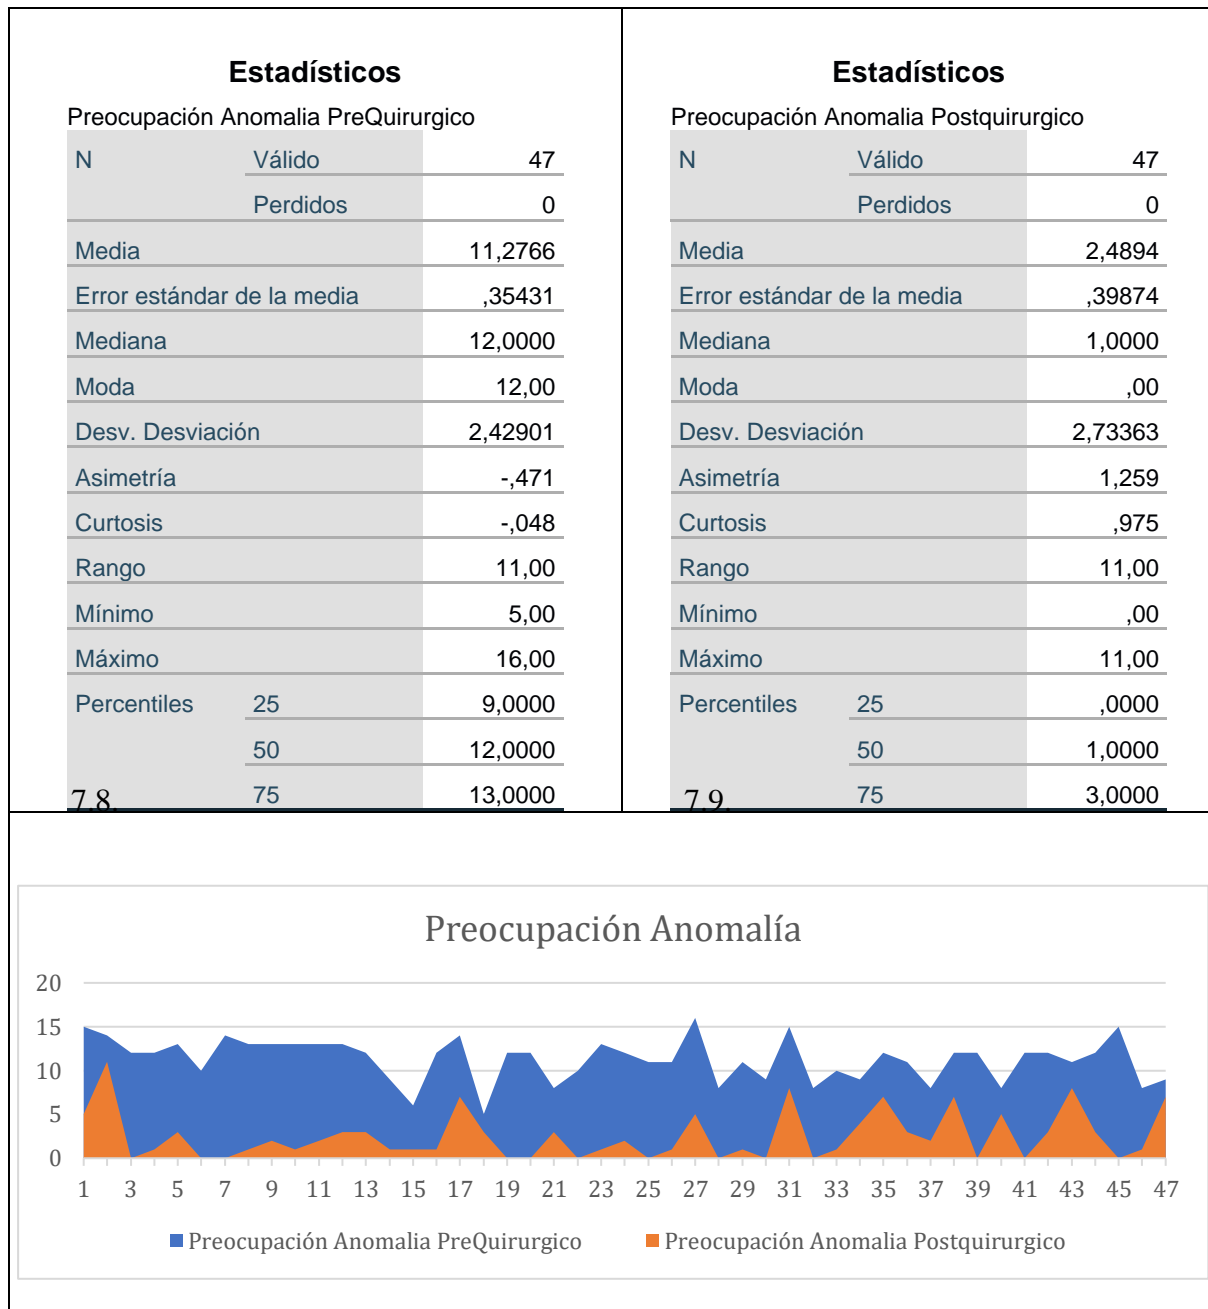 Estadísticos
Preocupación Anomalia PreQuirurgico
N Válido 47
Perdidos 0
Media 11,2766
Error estándar de la media ,35431
Mediana 12,0000
Moda 12,00
Desv. Desviación 2,42901
Asimetría -,471
Curtosis -,048
Rango 11,00
Mínimo 5,00
Máximo 16,00
Percentiles 25 9,0000
50 12,0000
7.8. 75 13,0000
Estadísticos
Preocupación Anomalia Postquirurgico
N Válido 47
Perdidos 0
Media 2,4894
Error estándar de la media ,39874
Mediana 1,0000
Moda ,00
Desv. Desviación 2,73363
Asimetría 1,259
Curtosis ,975
Rango 11,00
Mínimo ,00
Máximo 11,00
Percentiles 25 ,0000
50 1,0000
7.9. 75 3,0000
Preocupación Anomalía
20
15
10
5
0
1 3 5 7 9 11 13 15 17 19 21 23 25 27 29 31 33 35 37 39 41 43 45 47
Preocupación Anomalia PreQuirurgico Preocupación Anomalia Postquirurgico